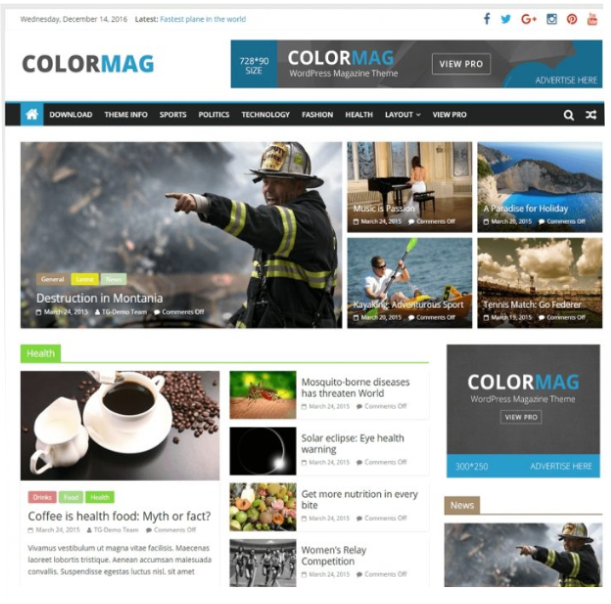 Wednesday, December 14, 2016 Latest: Fastest plane in the world
COLORMAG
728*90
SIZE
COLORMAG
WordPress Magazine Theme
VIEW PRO
ADVERTISE HERE
DOWNLOAD THEME INFO SPORTS POLITICS TECHNOLOGY FASHION HEALTH LAYOUT VIEW PRO
General Latest News
Destruction in Montania
March 24, 2015 TG Demo Team Comments Off
Music is Passion
March 24, 2015 Comments Off
A Paradise for Holiday
March 20, 2015 Comments Off
Kayaking: Adventurous Sport
March 20, 2015 Comments Off
Tennis Match: Go Federer
March 19, 2015 Comments Off
Health
Drinks Food Health
Coffee is health food: Myth or fact?
March 24, 2015 TG Demo Team Comments Off
Vivamus vestibulum ut magna vitae facilisis. Maecenas
laoreet lobortis tristique. Aenean accumsan malesuada
convallis. Suspendisse egestas luctus nisl, sit amet
Mosquito-borne diseases
has threaten World
March 24, 2015 Comments Off
Solar eclipse: Eye health
warning
March 24, 2015 Comments Off
Get more nutrition in every
bite
March 24, 2015 Comments Off
Women's Relay
Competition
March 24, 2015 Comments Off
COLORMAG
WordPress Magazine Theme
VIEW PRO
300*250 ADVERTISE HERE
News